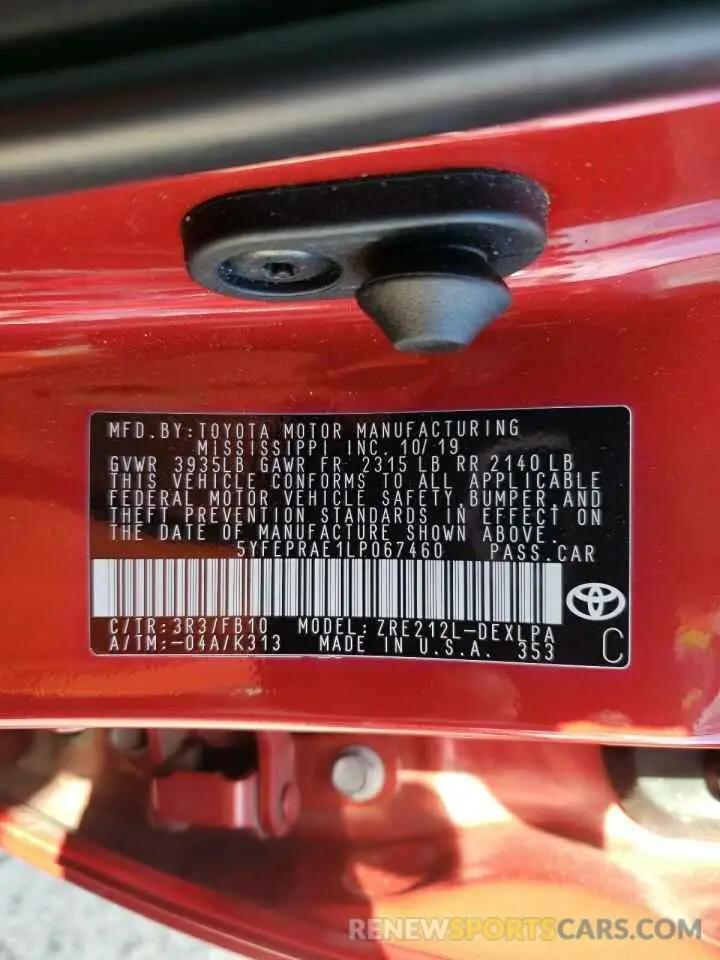 MFD.BY:TOYOTA MOTOR MANUFACTURING
MISSISSIPPI INC. 10/19
GVWR 3935LB GAWR FR 2315 LB RR 2140 LB
THIS VEHICLE CONFORMS TO ALL APPLICABLE
FEDERAL MOTOR VEHICLE SAFETY, BUMPER AND
THEFT PREVENTION STANDARDS IN EFFECT ON
THE DATE OF MANUFACTURE SHOWN ABOVE.
5YFEPRAE1LP067460 PASS.CAR
C/TR:3R3/FB10 MODEL:ZRE212L-DEXLPA
A/TM:-04A/K313 MADE IN U.S.A. 353
C
RENEWSPORTSCARS.COM